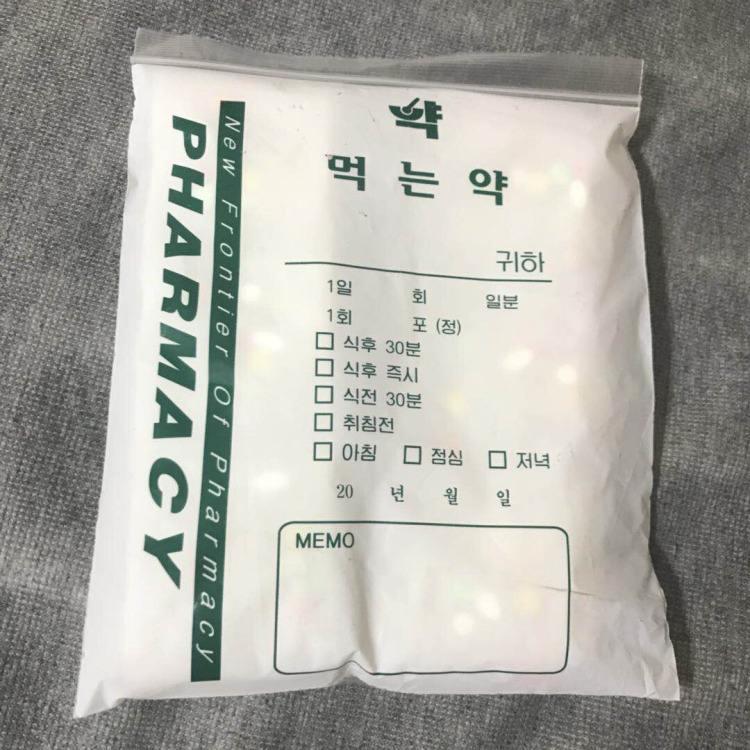 약
먹는약
귀하
1일 회 일분
1회 포 (정)
□ 식후 30분
□ 식후 즉시
□ 식전 30분
□ 취침전
□ 아침 □ 점심 □ 저녁
20 년 월 일
MEMO
New Frontier Of Pharmacy
PHARMACY